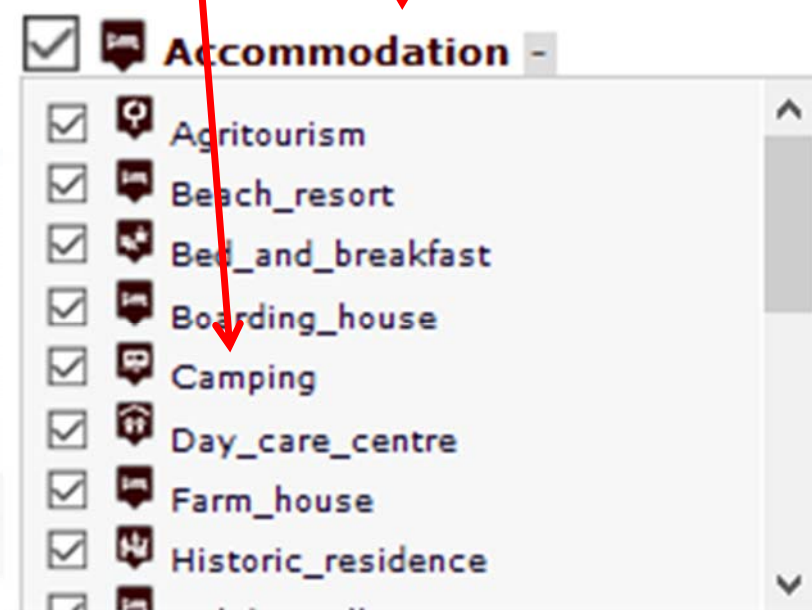 Accommodation -
Agritourism
Beach_resort
Bed_and_breakfast
Boarding_house
Camping
Day_care_centre
Farm_house
Historic_residence